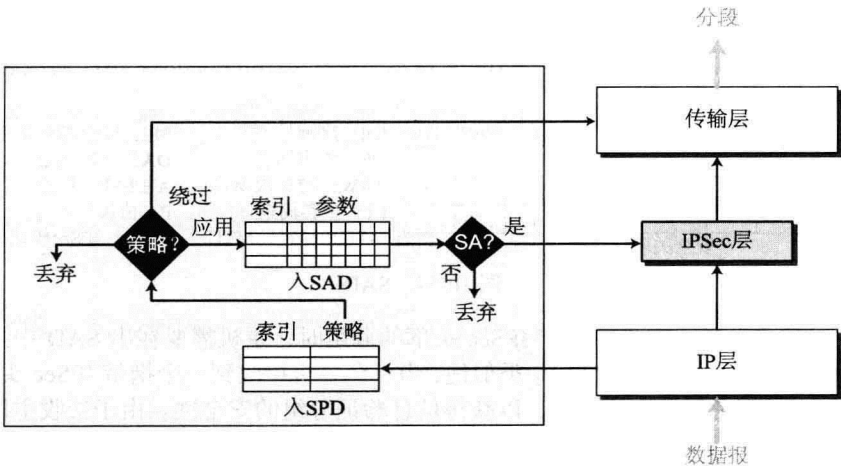 分段
传输层
绕过
策略?
应用
索引 参数
SA?
是
IPSec层
丢弃
入SAD
否
丢弃
索引 策略
入SPD
IP层
数据报